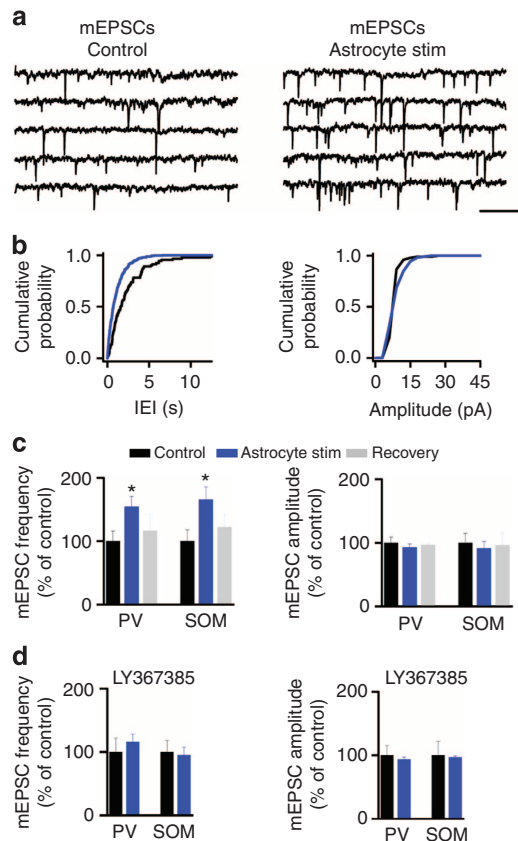 a
mEPSCs
Control
mEPSCs
Astrocyte stim
b
Cumulative
probability
1.0
0.5
0.0
0 5 10
IEI (s)
Cumulative
probability
1.0
0.5
0.0
0 15 30 45
Amplitude (pA)
c
Control Astrocyte stim Recovery
mEPSC frequency
(% of control)
200
100
0
* *
PV SOM
mEPSC amplitude
(% of control)
200
100
0
PV SOM
d
LY367385
mEPSC frequency
(% of control)
200
100
0
PV SOM
LY367385
mEPSC amplitude
(% of control)
200
100
0
PV SOM